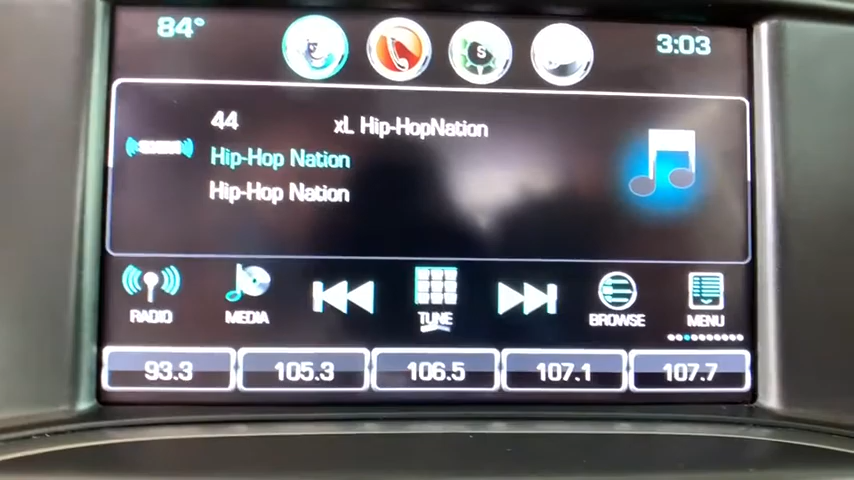 84° S 3:03
44 xL Hip-HopNation
((SXM))
Hip-Hop Nation
Hip-Hop Nation
RADIO MEDIA TUNE BROWSE MENU
93.3 105.3 106.5 107.1 107.7